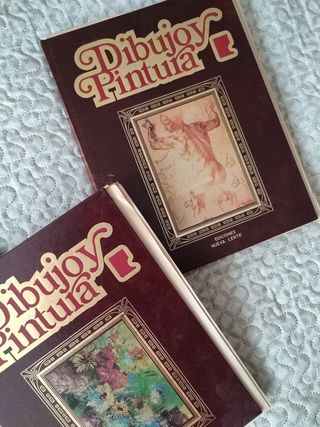 Dibujo y
Pintura
EDICIONES
NUEVA LENTE
Dibujo y
Pintura